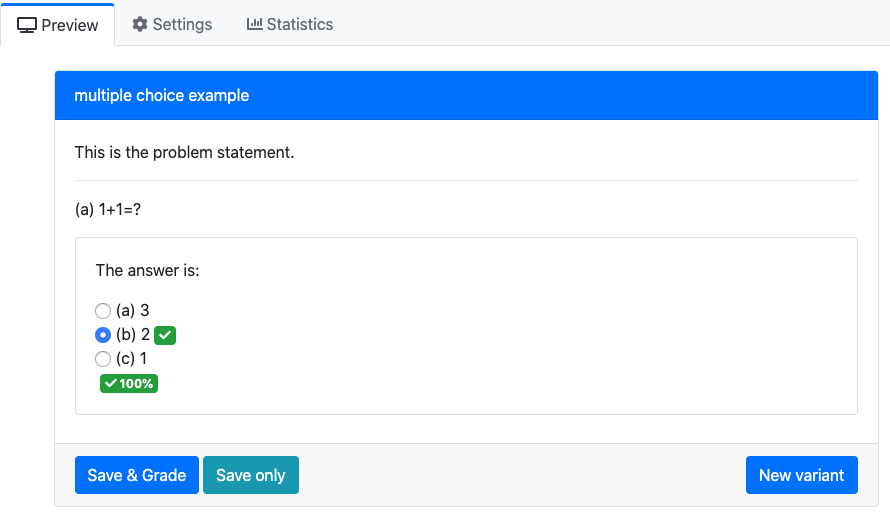 Preview Settings Statistics
multiple choice example
This is the problem statement.
(a) 1+1=?
The answer is:
(a) 3
(b) 2
(c) 1
100%
Save & Grade Save only New variant